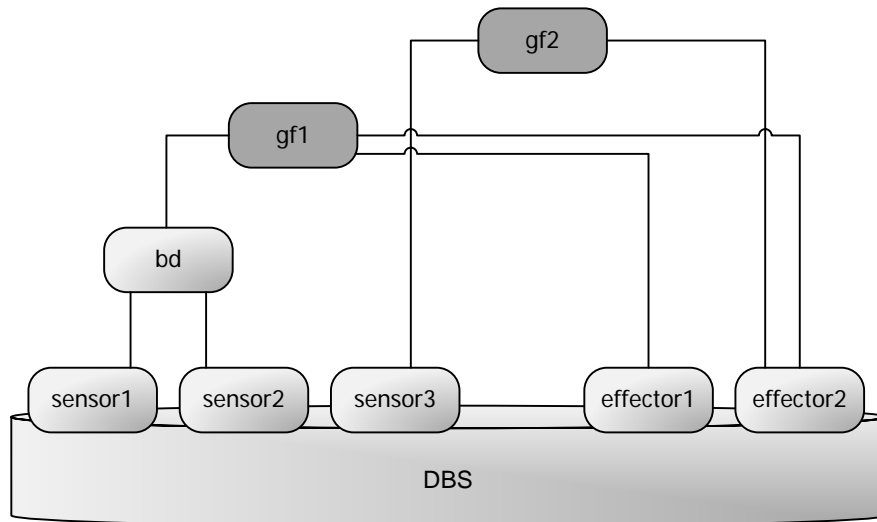 gf2
gf1
bd
sensor1
sensor2
sensor3
effector1
effector2
DBS